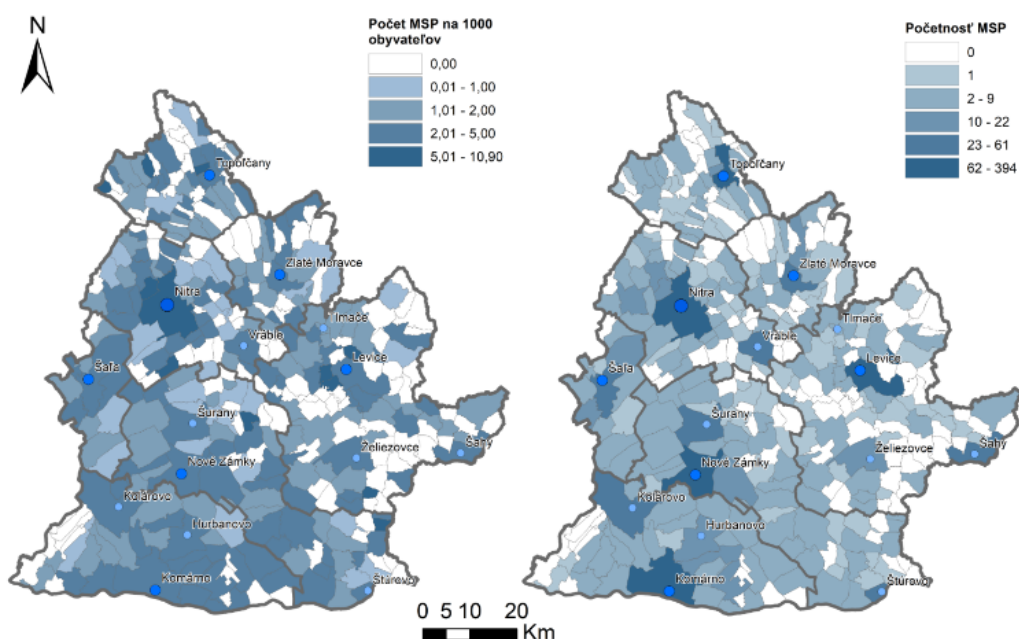 N
Počet MSP na 1000
obyvateľov
0,00
0,01 - 1,00
1,01 - 2,00
2,01 - 5,00
5,01 - 10,90
Topoľčany
Zlaté Moravce
Nitra
Tlmače
Vráble
Levice
Šaľa
Šurany
Želiezovce
Šahy
Nové Zámky
Kolárovo
Hurbanovo
Komárno
Štúrovo
Početnosť MSP
0
1
2 - 9
10 - 22
23 - 61
62 - 394
Topoľčany
Zlaté Moravce
Nitra
Tlmače
Vráble
Levice
Šaľa
Šurany
Želiezovce
Šahy
Nové Zámky
Kolárovo
Hurbanovo
Komárno
Štúrovo
0 5 10 20
Km